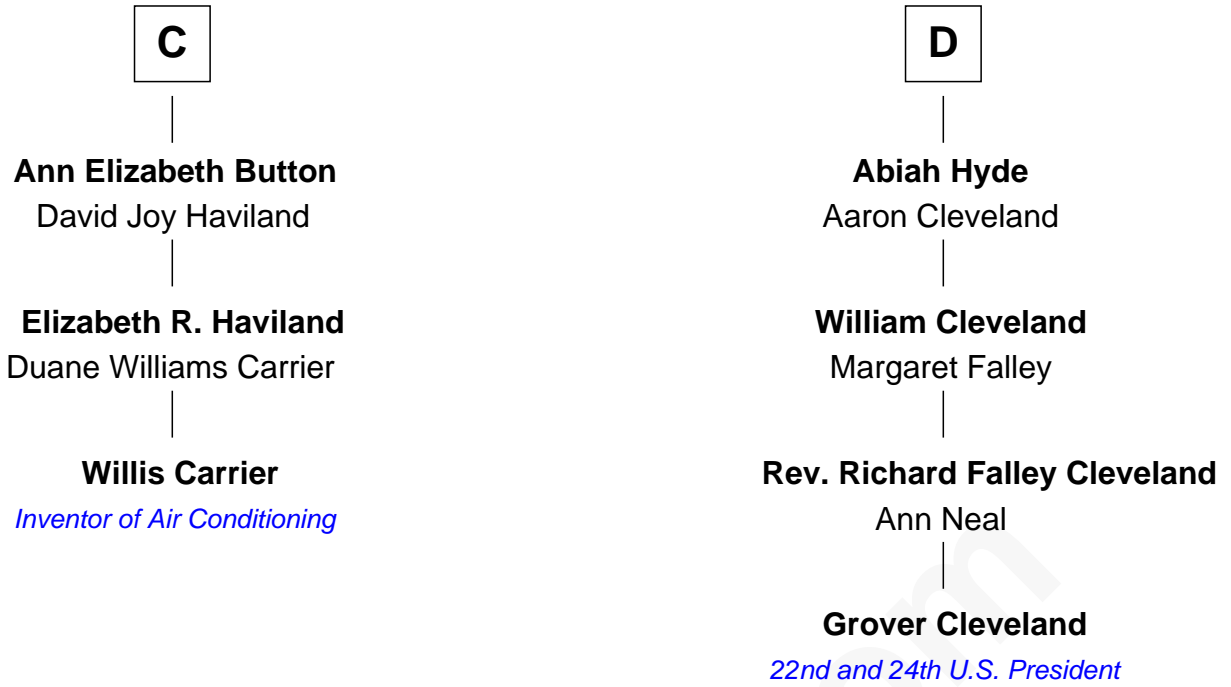 C
Ann Elizabeth Button
David Joy Haviland
Elizabeth R. Haviland
Duane Williams Carrier
Willis Carrier
Inventor of Air Conditioning
D
Abiah Hyde
Aaron Cleveland
William Cleveland
Margaret Falley
Rev. Richard Falley Cleveland
Ann Neal
Grover Cleveland
22nd and 24th U.S. President